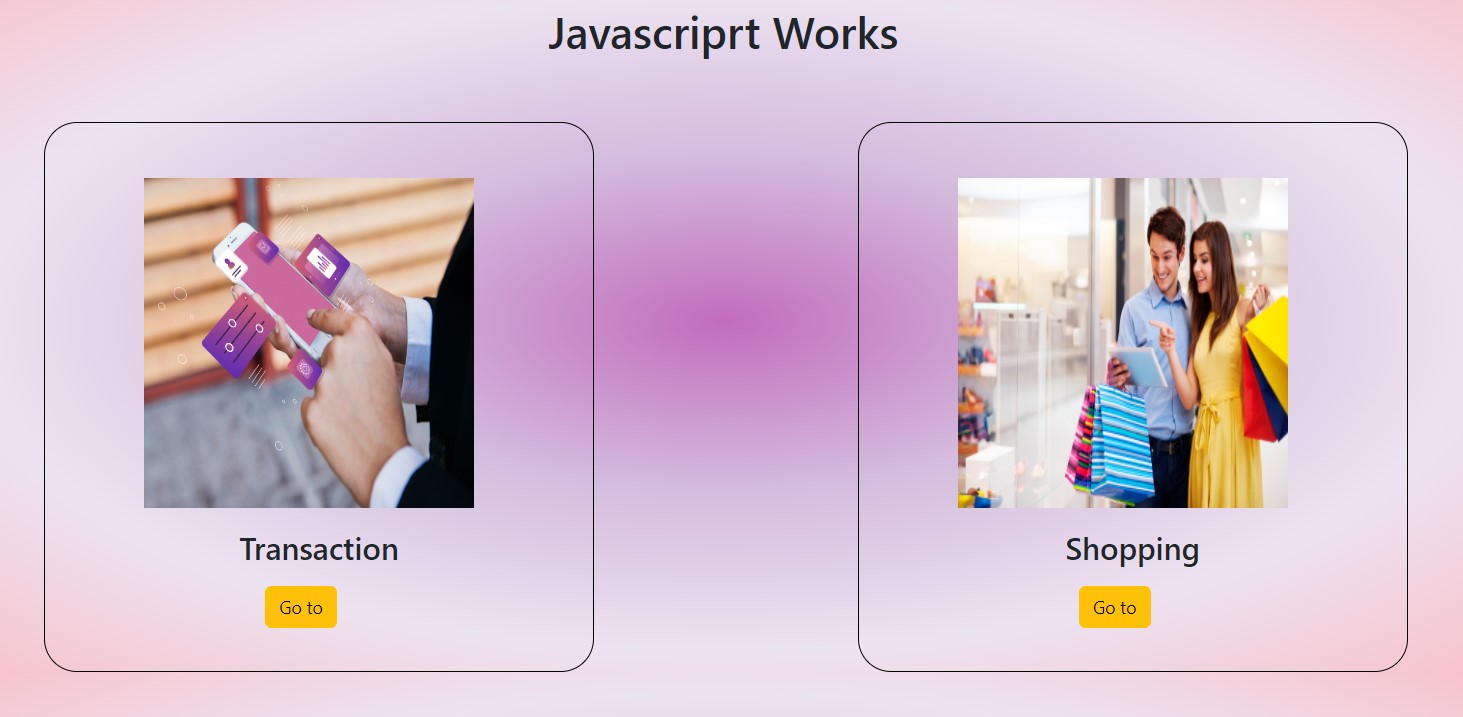 Javascriprt Works
Transaction
Go to
Shopping
Go to